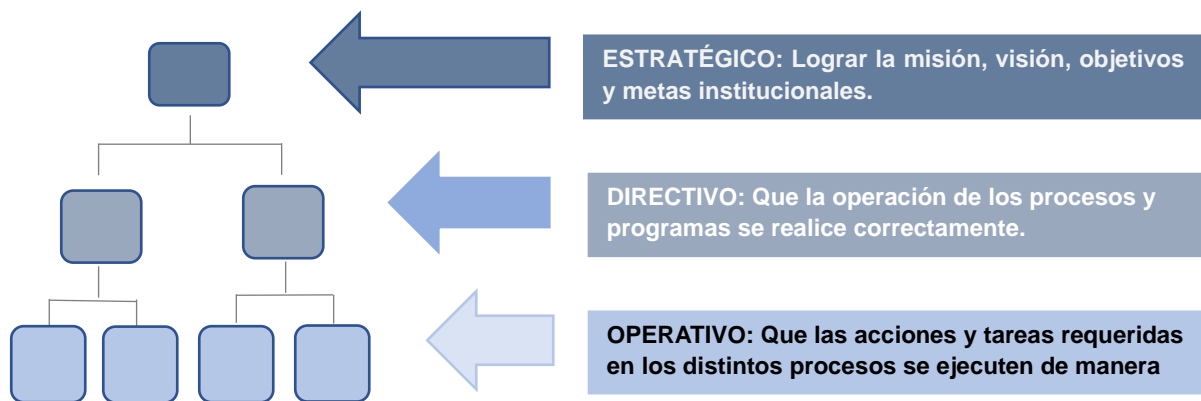 ESTRATÉGICO: Lograr la misión, visión, objetivos
y metas institucionales.
DIRECTIVO: Que la operación de los procesos y
programas se realice correctamente.
OPERATIVO: Que las acciones y tareas requeridas
en los distintos procesos se ejecuten de manera